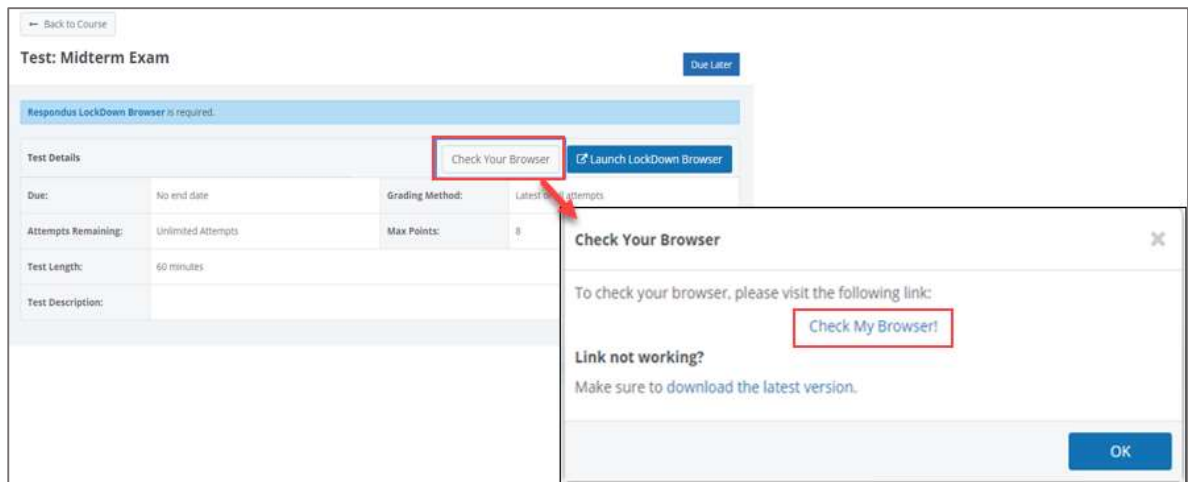 ← Back to Course
Test: Midterm Exam
Due Later
Respondus LockDown Browser is required.
Test Details
Check Your Browser
Launch LockDown Browser
Due: No end date Grading Method: Latest of all attempts
Attempts Remaining: Unlimited Attempts Max Points: 8
Test Length: 60 minutes
Test Description:
Check Your Browser
To check your browser, please visit the following link:
Check My Browser!
Link not working?
Make sure to download the latest version.
OK